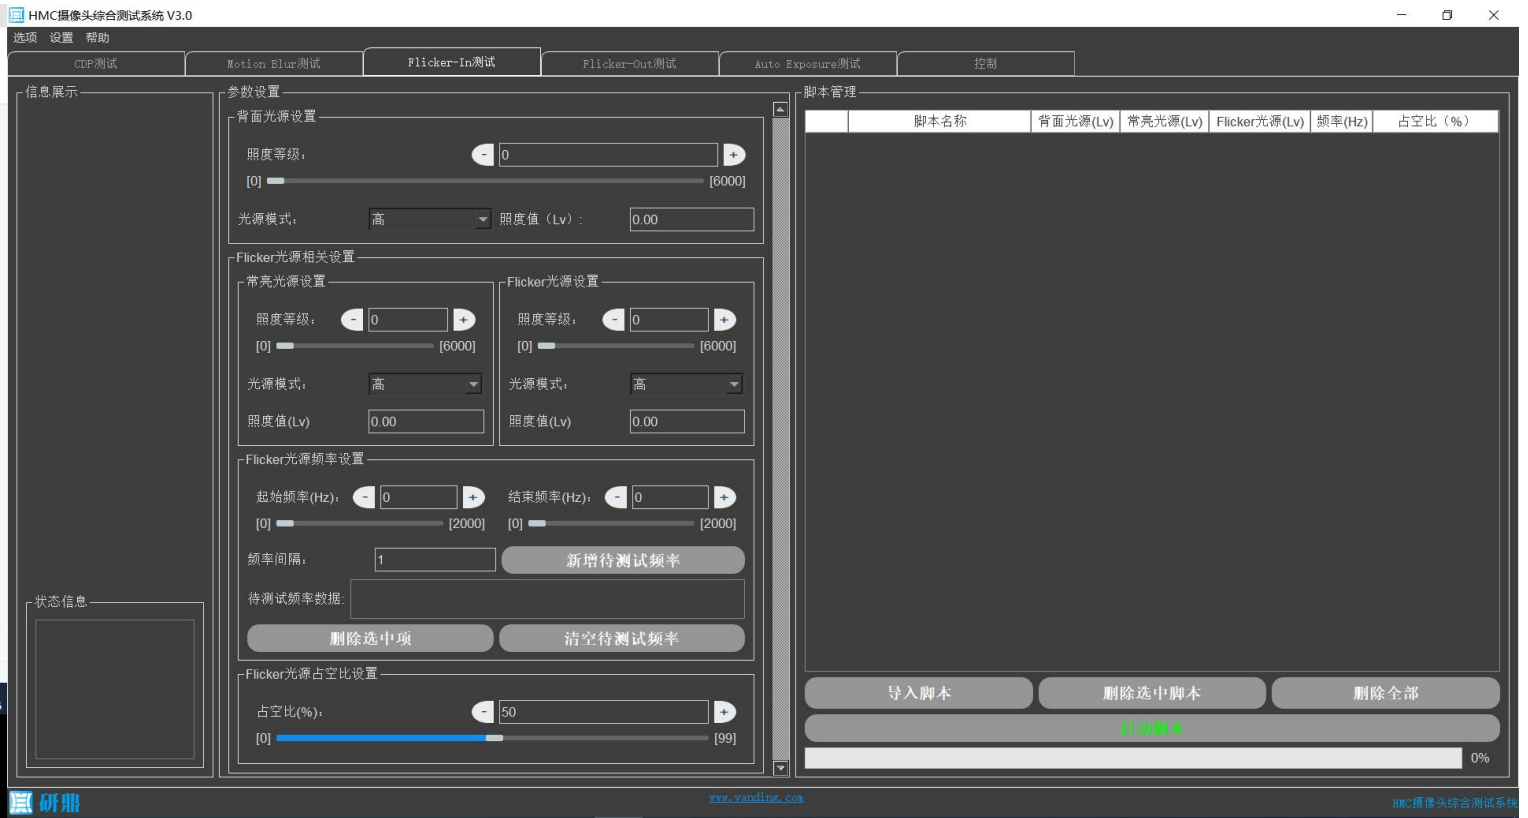 HMC摄像头综合测试系统 V3.0
选项 设置 帮助
CDP测试 Motion Blur测试 Flicker-In测试 Flicker-Out测试 Auto Exposure测试 控制
信息展示
状态信息
参数设置
背面光源设置
照度等级： - 0 +
[0] [6000]
光源模式： 高 照度值（Lv）: 0.00
Flicker光源相关设置
常亮光源设置
照度等级： - 0 +
[0] [6000]
光源模式： 高
照度值(Lv) 0.00
Flicker光源设置
照度等级： - 0 +
[0] [6000]
光源模式： 高
照度值(Lv) 0.00
Flicker光源频率设置
起始频率(Hz)： - 0 + 结束频率(Hz)： - 0 +
[0] [2000] [0] [2000]
频率间隔： 1 新增待测试频率
待测试频率数据:
删除选中项 清空待测试频率
Flicker光源占空比设置
占空比(%)： - 50 +
[0] [99]
脚本管理
脚本名称 背面光源(Lv) 常亮光源(Lv) Flicker光源(Lv) 频率(Hz) 占空比（%）
导入脚本 删除选中脚本 删除全部
启动脚本
0%
研鼎
www.yanding.com
HMC摄像头综合测试系统